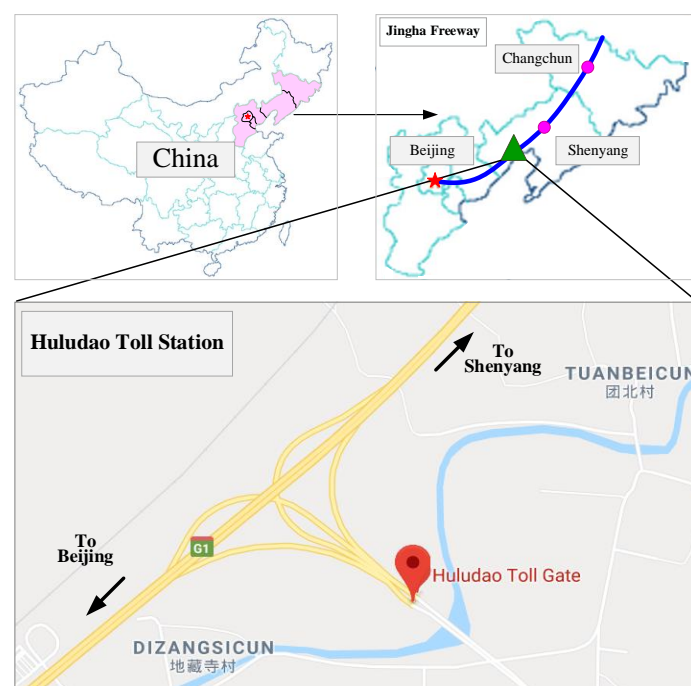 China
Jingha Freeway
Changchun
Beijing
Shenyang
Huludao Toll Station
To
Shenyang
TUANBEICUN
团北村
To
Beijing
G1
Huludao Toll Gate
DIZANGSICUN
地藏寺村